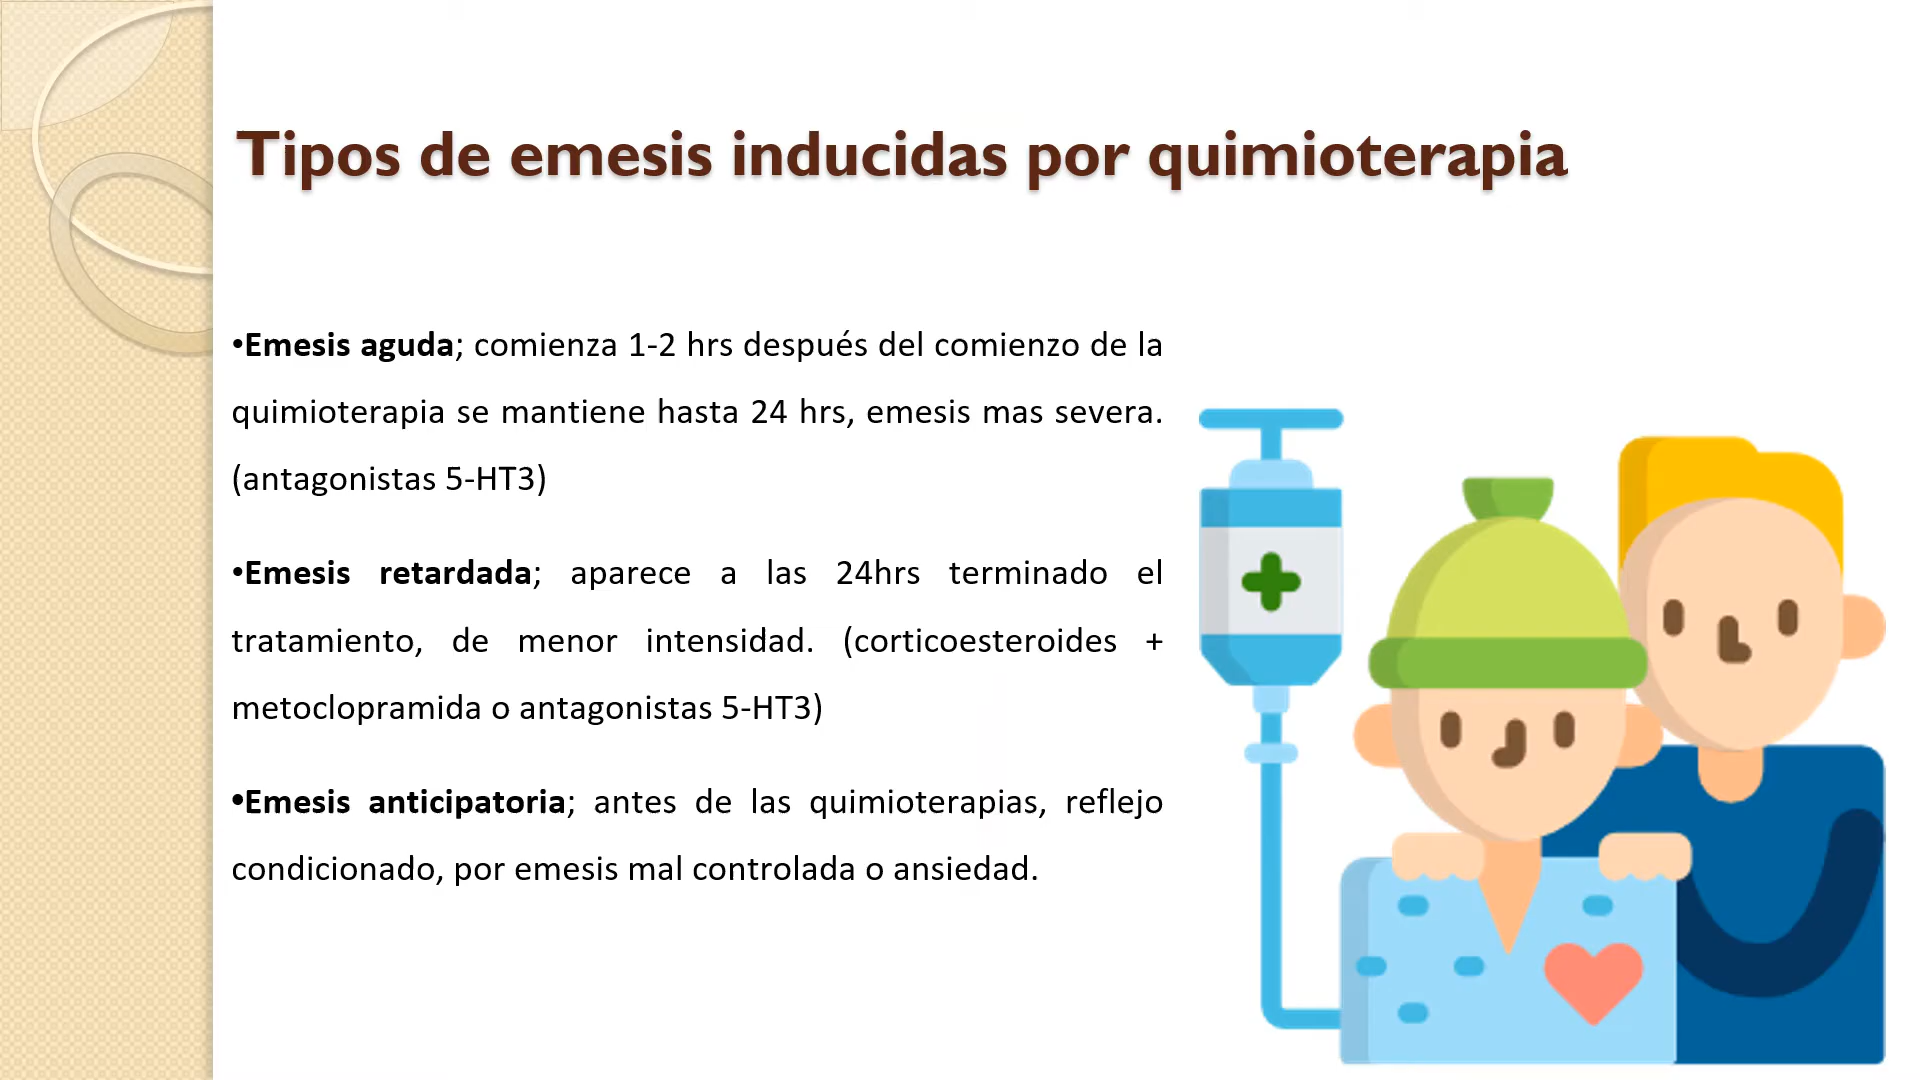 Tipos de emesis inducidas por quimioterapia
•Emesis aguda; comienza 1-2 hrs después del comienzo de la
quimioterapia se mantiene hasta 24 hrs, emesis mas severa.
(antagonistas 5-HT3)
•Emesis retardada; aparece a las 24hrs terminado el
tratamiento, de menor intensidad. (corticoesteroides +
metoclopramida o antagonistas 5-HT3)
•Emesis anticipatoria; antes de las quimioterapias, reflejo
condicionado, por emesis mal controlada o ansiedad.